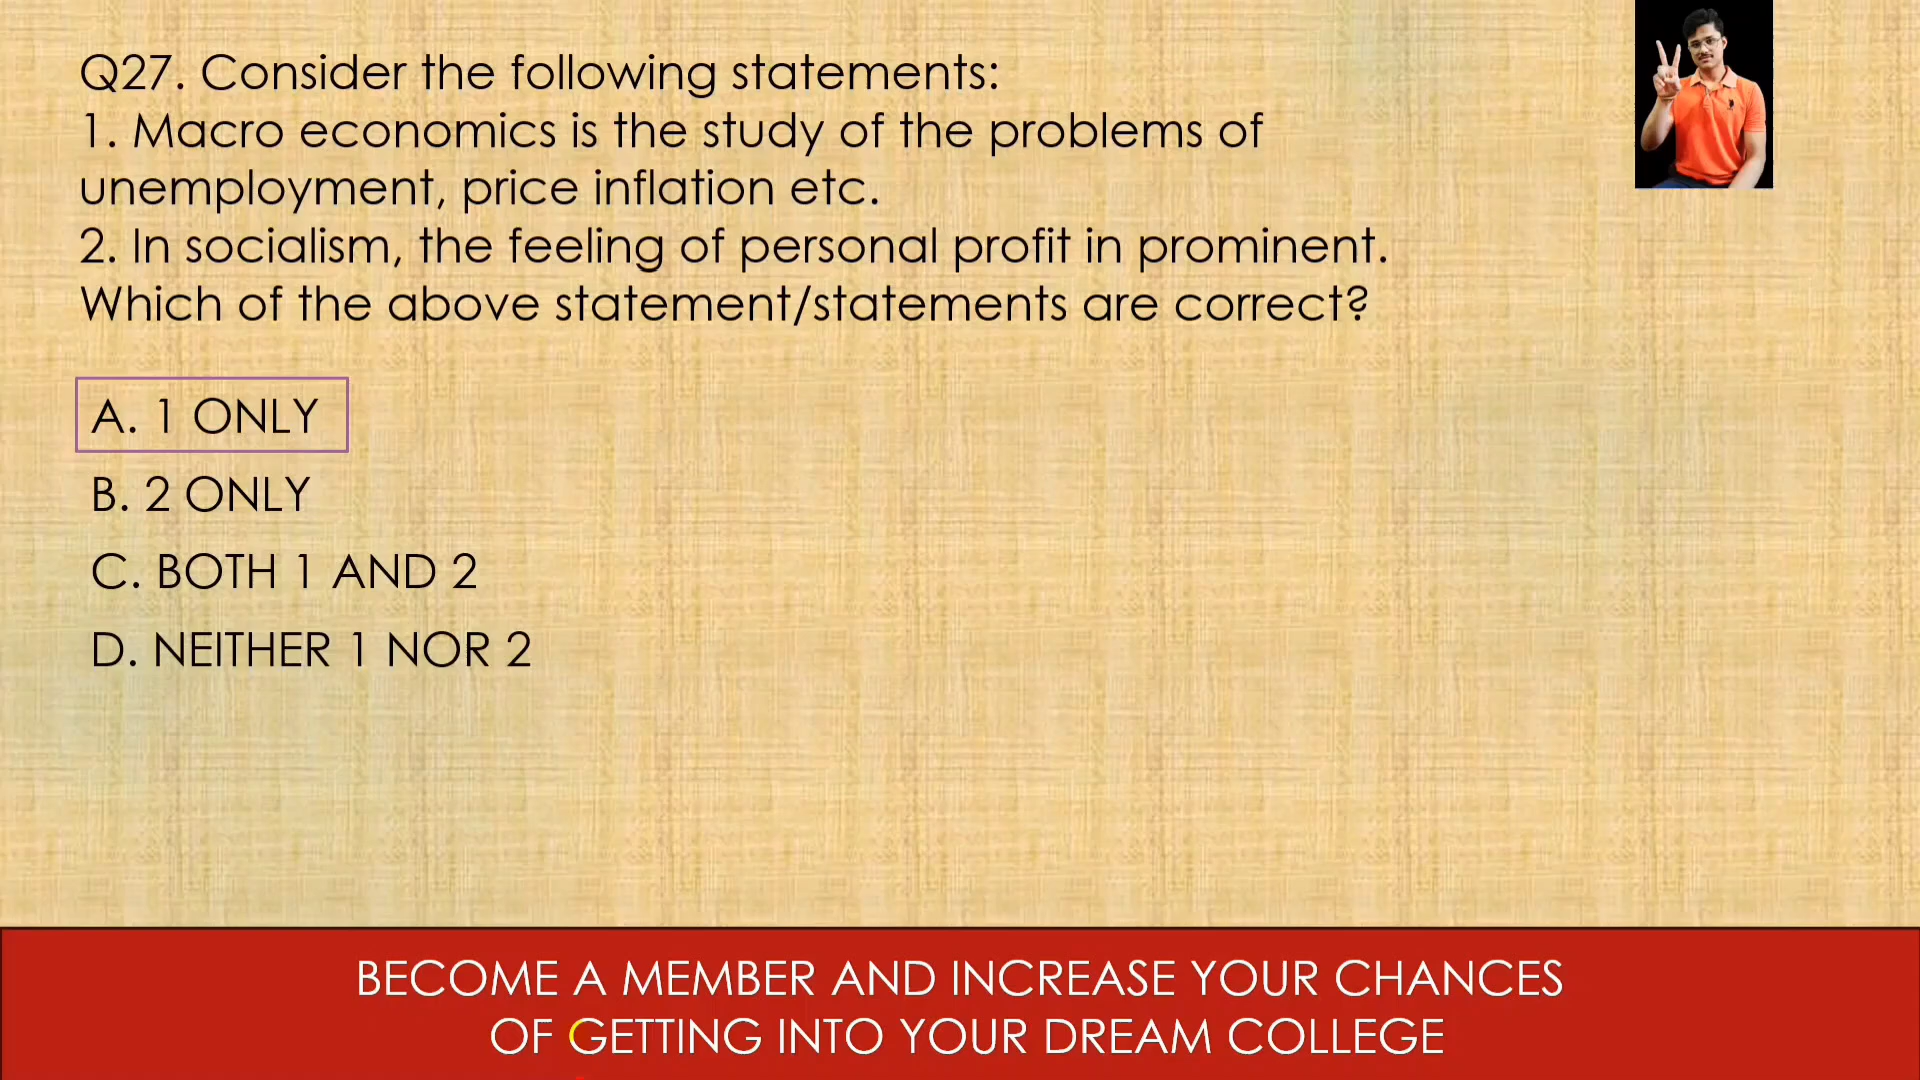 Q27. Consider the following statements:
1. Macro economics is the study of the problems of
unemployment, price inflation etc.
2. In socialism, the feeling of personal profit in prominent.
Which of the above statement/statements are correct?
A. 1 ONLY
B. 2 ONLY
C. BOTH 1 AND 2
D. NEITHER 1 NOR 2
BECOME A MEMBER AND INCREASE YOUR CHANCES
OF GETTING INTO YOUR DREAM COLLEGE